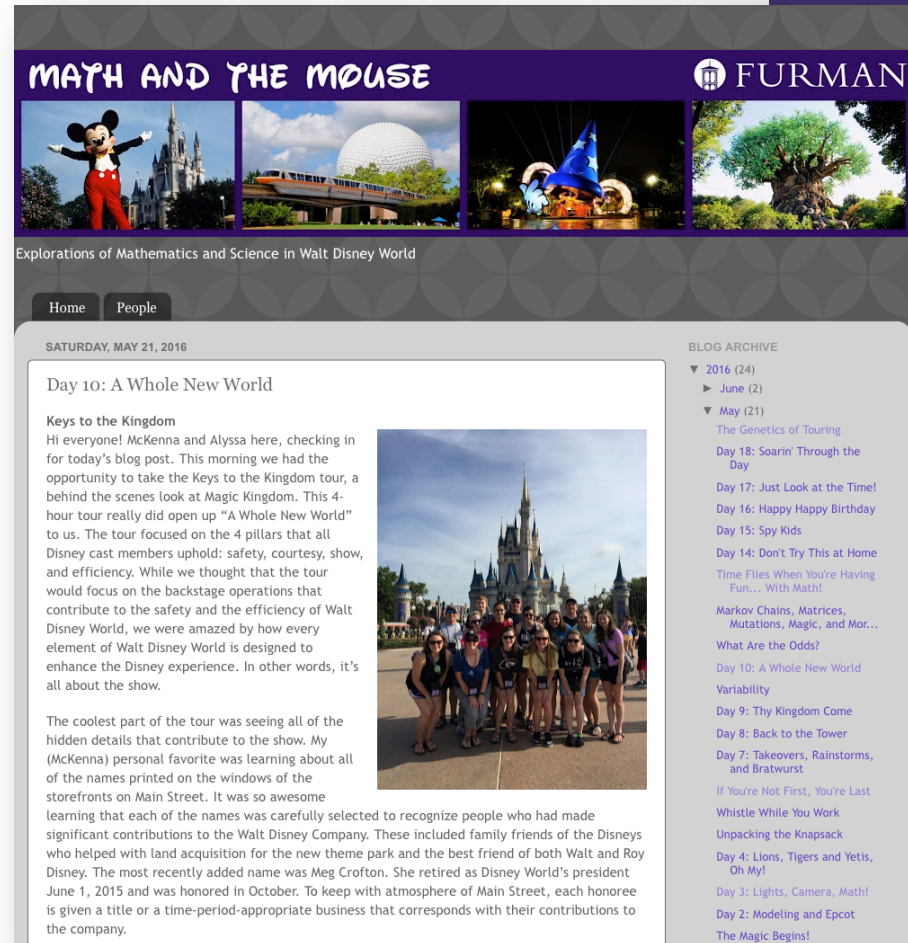 MATH AND THE MOUSE
FURMAN
Explorations of Mathematics and Science in Walt Disney World
Home
People
SATURDAY, MAY 21, 2016
Day 10: A Whole New World
Keys to the Kingdom
Hi everyone! McKenna and Alyssa here, checking in
for today's blog post. This morning we had the
opportunity to take the Keys to the Kingdom tour, a
behind the scenes look at Magic Kingdom. This 4-
hour tour really did open up “A Whole New World”
to us. The tour focused on the 4 pillars that all
Disney cast members uphold: safety, courtesy, show,
and efficiency. While we thought that the tour
would focus on the backstage operations that
contribute to the safety and the efficiency of Walt
Disney World, we were amazed by how every
element of Walt Disney World is designed to
enhance the Disney experience. In other words, it’s
all about the show.
The coolest part of the tour was seeing all of the
hidden details that contribute to the show. My
(McKenna) personal favorite was learning about all
of the names printed on the windows of the
storefronts on Main Street. It was so awesome
learning that each of the names was carefully selected to recognize people who had made
significant contributions to the Walt Disney Company. These included family friends of the Disneys
who helped with land acquisition for the new theme park and the best friend of both Walt and Roy
Disney. The most recently added name was Meg Crofton. She retired as Disney World’s president
June 1, 2015 and was honored in October. To keep with atmosphere of Main Street, each honoree
is given a title or a time-period-appropriate business that corresponds with their contributions to
the company.
BLOG ARCHIVE
▼ 2016 (24)
► June (2)
▼ May (21)
The Genetics of Touring
Day 18: Soarin' Through the
Day
Day 17: Just Look at the Time!
Day 16: Happy Happy Birthday
Day 15: Spy Kids
Day 14: Don't Try This at Home
Time Flies When You're Having
Fun... With Math!
Markov Chains, Matrices,
Mutations, Magic, and Mor...
What Are the Odds?
Day 10: A Whole New World
Variability
Day 9: Thy Kingdom Come
Day 8: Back to the Tower
Day 7: Takeovers, Rainstorms,
and Bratwurst
If You're Not First, You're Last
Whistle While You Work
Unpacking the Knapsack
Day 4: Lions, Tigers and Yetis,
Oh My!
Day 3: Lights, Camera, Math!
Day 2: Modeling and Epcot
The Magic Begins!